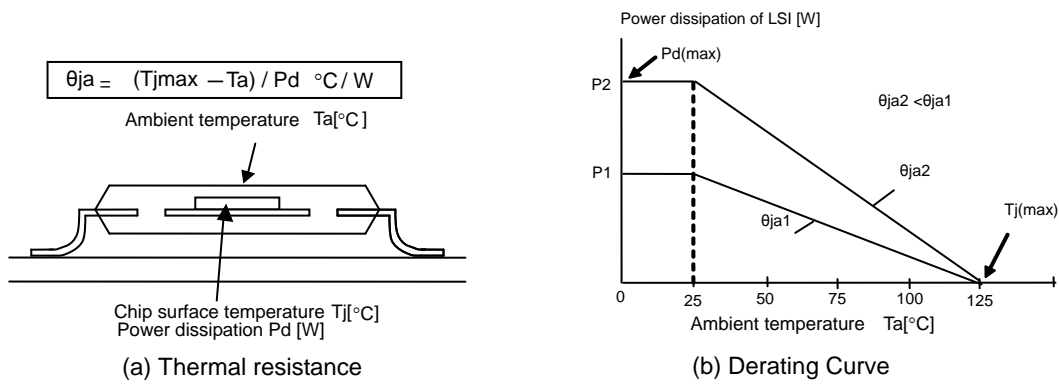 θja = (Tjmax —Ta) / Pd °C/ W
Ambient temperature Ta[°C]
Chip surface temperature Tj[°C]
Power dissipation Pd [W]
(a) Thermal resistance
Power dissipation of LSI [W]
Pd(max)
P2
θja2 <θja1
P1
θja2
θja1
Tj(max)
0 25 50 75 100 125
Ambient temperature Ta[°C]
(b) Derating Curve